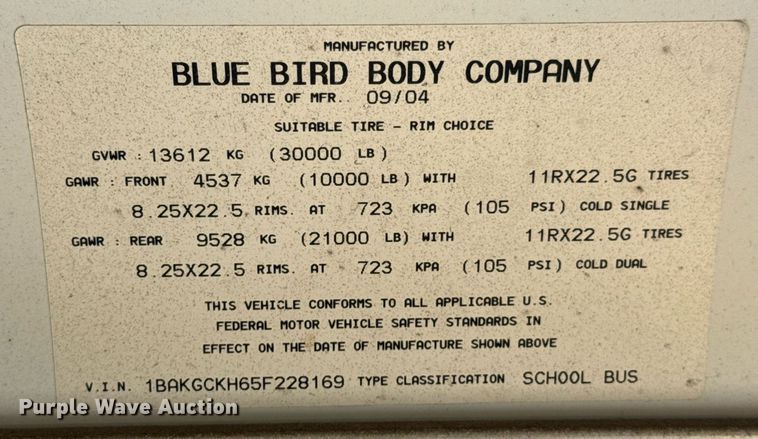 MANUFACTURED BY
BLUE BIRD BODY COMPANY
DATE OF MFR. 09/04
SUITABLE TIRE - RIM CHOICE
GVWR : 13612 KG (30000 LB)
GAWR : FRONT 4537 KG (10000 LB) WITH 11RX22.5G TIRES
8.25X22.5 RIMS. AT 723 KPA (105 PSI) COLD SINGLE
GAWR : REAR 9528 KG (21000 LB) WITH 11RX22.5G TIRES
8.25X22.5 RIMS. AT 723 KPA (105 PSI) COLD DUAL
THIS VEHICLE CONFORMS TO ALL APPLICABLE U.S.
FEDERAL MOTOR VEHICLE SAFETY STANDARDS IN
EFFECT ON THE DATE OF MANUFACTURE SHOWN ABOVE
V.I.N. 1BAKGCKH65F228169 TYPE CLASSIFICATION SCHOOL BUS
Purple Wave Auction